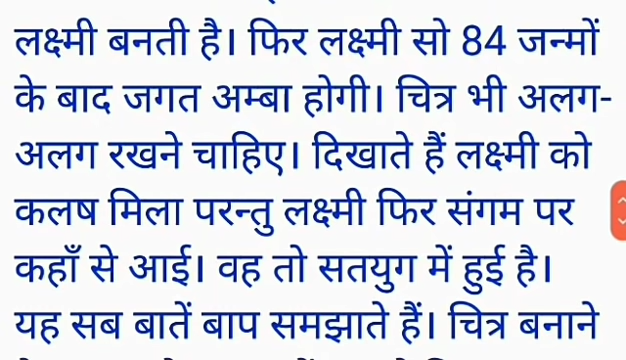 लक्ष्मी बनती है। फिर लक्ष्मी सो 84 जन्मों
के बाद जगत अम्बा होगी। चित्र भी अलग-
अलग रखने चाहिए। दिखाते हैं लक्ष्मी को
कलष मिला परन्तु लक्ष्मी फिर संगम पर
कहाँ से आई। वह तो सतयुग में हुई है।
यह सब बातें बाप समझाते हैं। चित्र बनाने